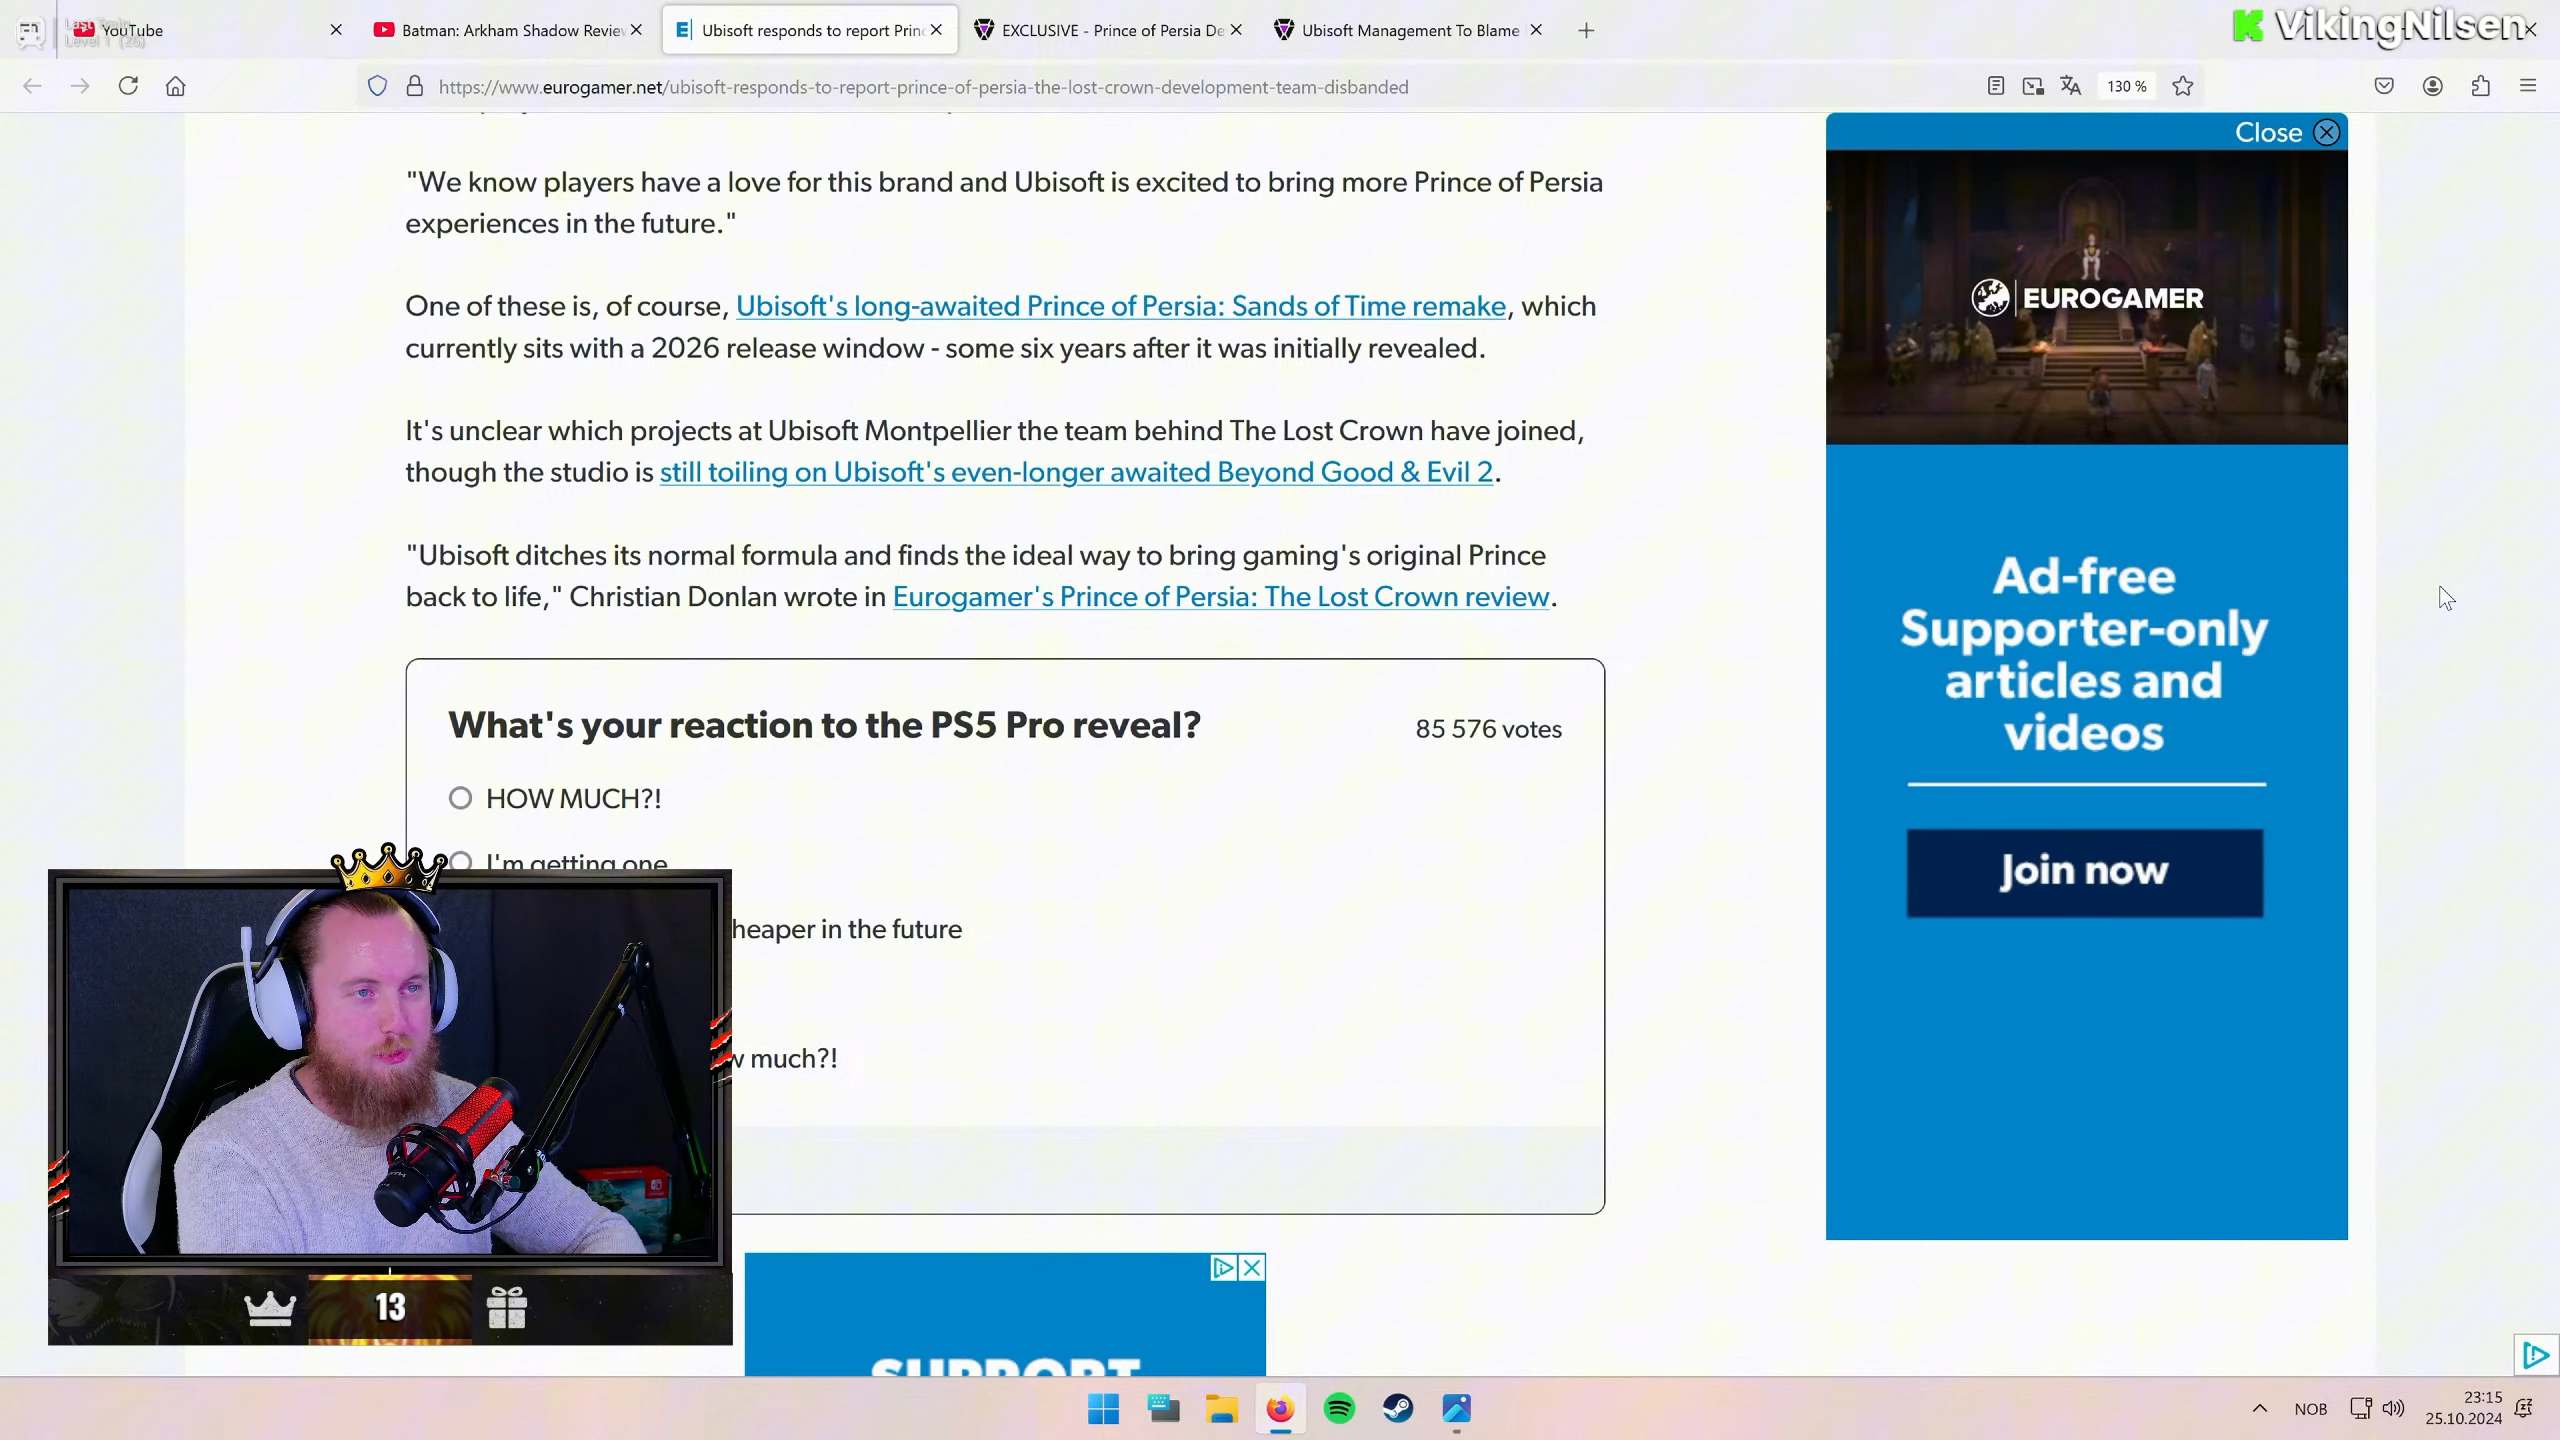 YouTube
Batman: Arkham Shadow Review
Ubisoft responds to report Princ
EXCLUSIVE - Prince of Persia De
Ubisoft Management To Blame
VikingNilsen
Level 1 (26)
https://www.eurogamer.net/ubisoft-responds-to-report-prince-of-persia-the-lost-crown-development-team-disbanded
130 %
"We know players have a love for this brand and Ubisoft is excited to bring more Prince of Persia
experiences in the future."
One of these is, of course, Ubisoft's long-awaited Prince of Persia: Sands of Time remake, which
currently sits with a 2026 release window - some six years after it was initially revealed.
It's unclear which projects at Ubisoft Montpellier the team behind The Lost Crown have joined,
though the studio is still toiling on Ubisoft's even-longer awaited Beyond Good & Evil 2.
"Ubisoft ditches its normal formula and finds the ideal way to bring gaming's original Prince
back to life," Christian Donlan wrote in Eurogamer's Prince of Persia: The Lost Crown review.
What's your reaction to the PS5 Pro reveal?
85 576 votes
HOW MUCH?!
I'm getting one
heaper in the future
w much?!
13
SUPPORT
Close
EUROGAMER
Ad-free
Supporter-only
articles and
videos
Join now
NOB
23:15
25.10.2024